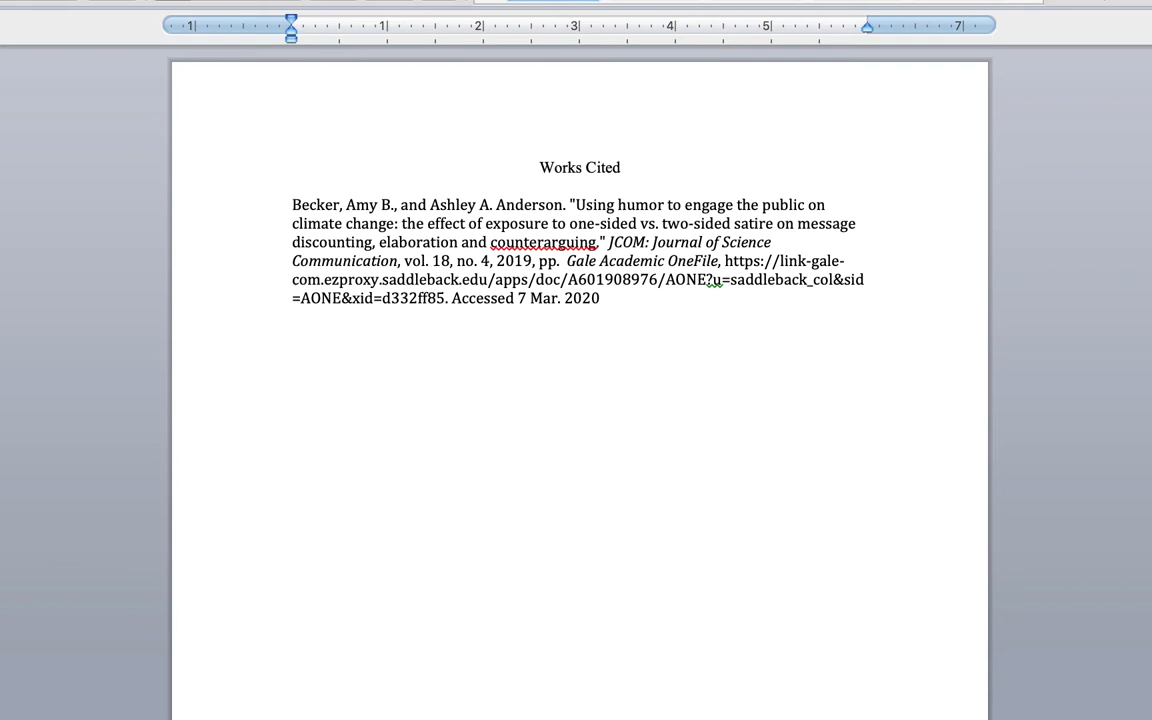 1 1 2 3 4 5 7
Works Cited
Becker, Amy B., and Ashley A. Anderson. "Using humor to engage the public on
climate change: the effect of exposure to one-sided vs. two-sided satire on message
discounting, elaboration and counterarguing." JCOM: Journal of Science
Communication, vol. 18, no. 4, 2019, pp.  Gale Academic OneFile, https://link-gale-
com.ezproxy.saddleback.edu/apps/doc/A601908976/AONE?u=saddleback_col&sid
=AONE&xid=d332ff85. Accessed 7 Mar. 2020